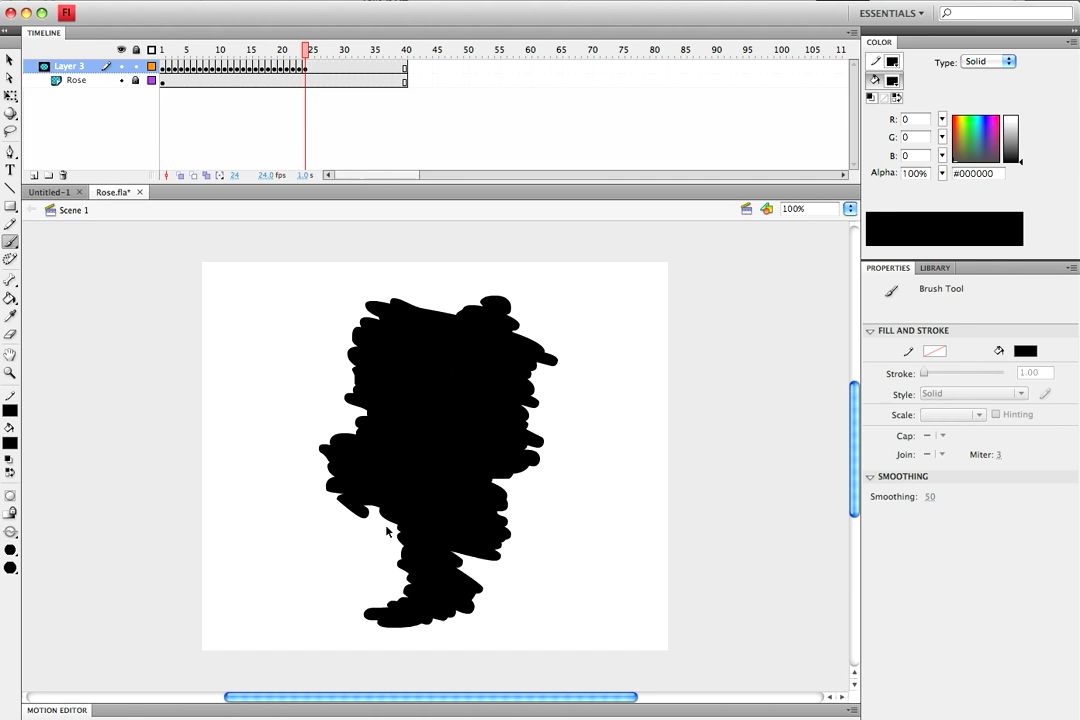 Fl
ESSENTIALS
TIMELINE
1 5 10 15 20 25 30 35 40 45 50 55 60 65 70 75 80 85 90 95 100 105 11
Layer 3
Rose
24 24.0 fps 1.0 s
Untitled-1
Rose.fla*
Scene 1
100%
MOTION EDITOR
COLOR
Type: Solid
R: 0
G: 0
B: 0
Alpha: 100% #000000
PROPERTIES LIBRARY
Brush Tool
FILL AND STROKE
Stroke: 1.00
Style: Solid
Scale: Hinting
Cap:
Join: Miter: 3
SMOOTHING
Smoothing: 50
T